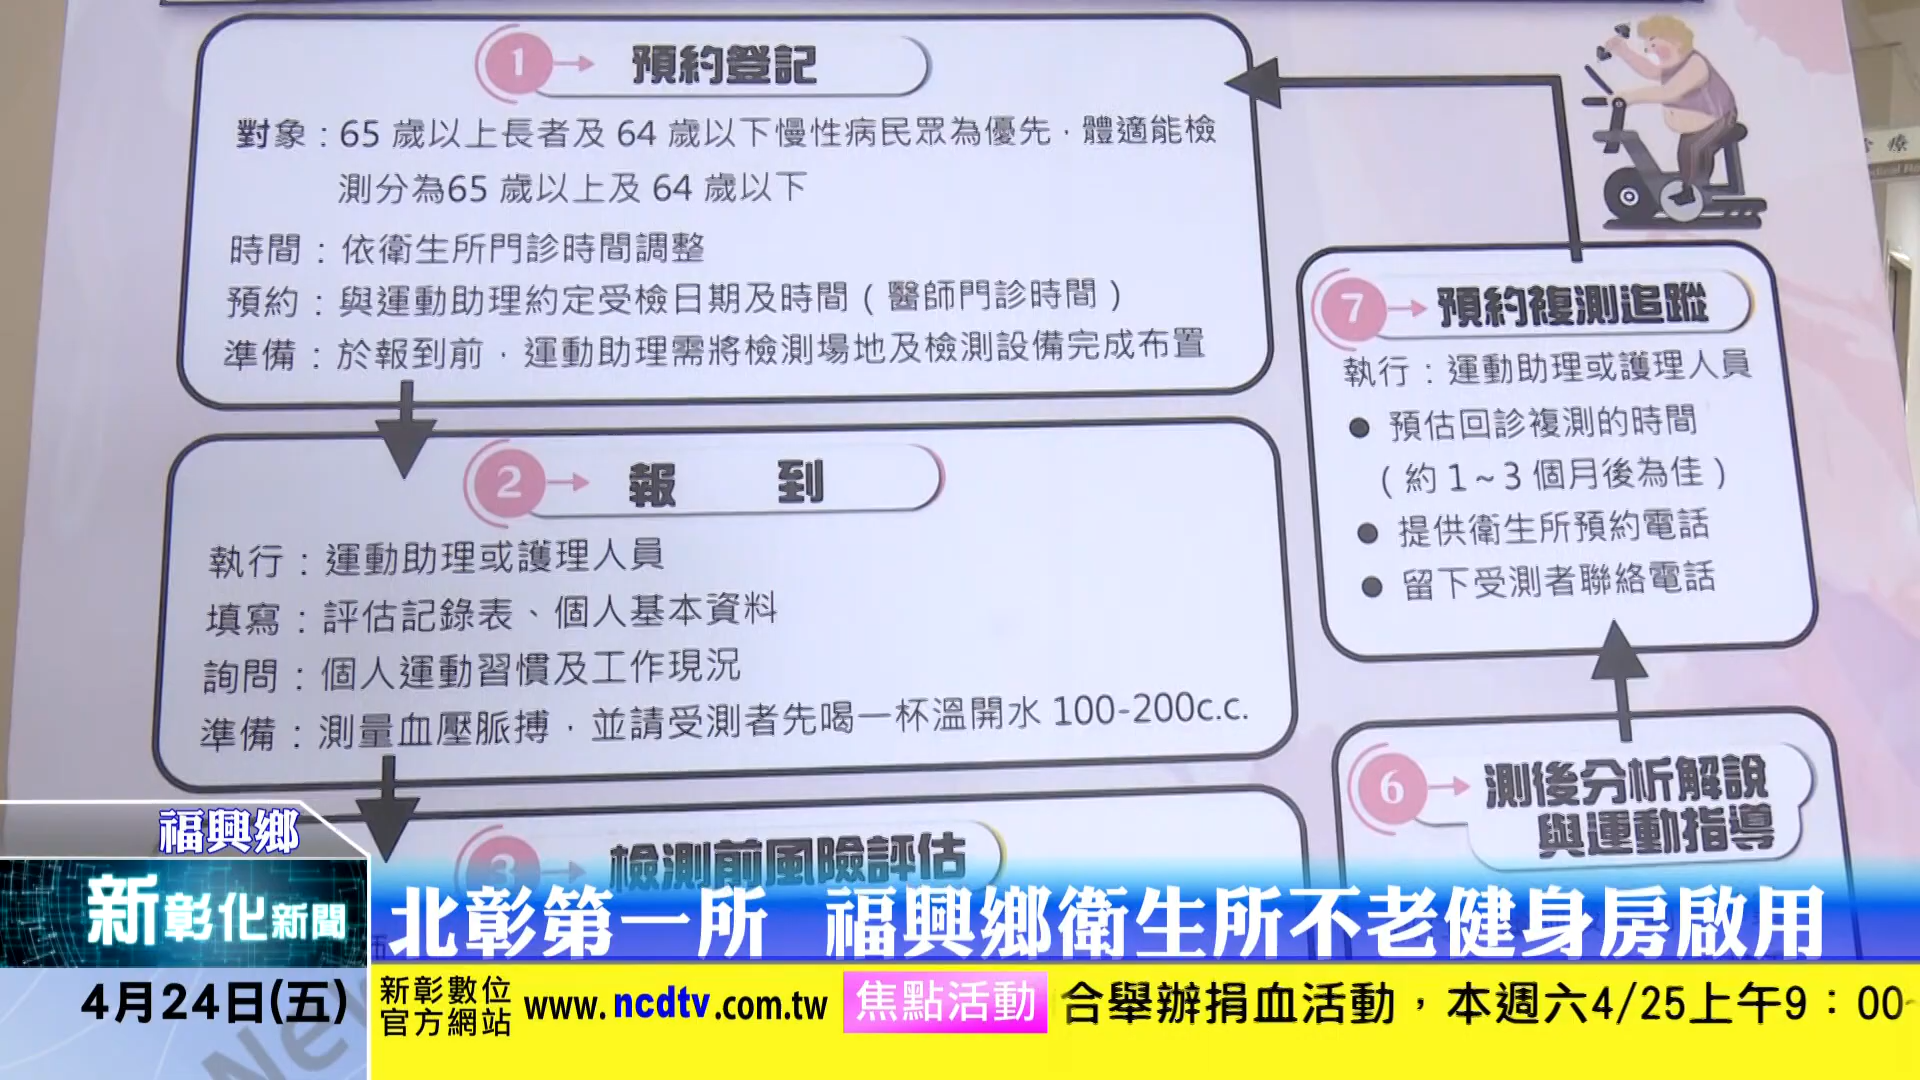 1 預約登記
對象：65 歲以上長者及 64 歲以下慢性病民眾為優先，體適能檢
測分為65 歲以上及 64 歲以下
時間：依衛生所門診時間調整
預約：與運動助理約定受檢日期及時間（醫師門診時間）
準備：於報到前，運動助理需將檢測場地及檢測設備完成布置
2 報 到
執行：運動助理或護理人員
填寫：評估記錄表、個人基本資料
詢問：個人運動習慣及工作現況
準備：測量血壓脈搏，並請受測者先喝一杯溫開水 100-200c.c.
3 檢測前風險評估
7 預約複測追蹤
執行：運動助理或護理人員
● 預估回診複測的時間
（約 1~3 個月後為佳）
● 提供衛生所預約電話
● 留下受測者聯絡電話
6 測後分析解說
與運動指導
療
福興鄉
新彰化新聞
北彰第一所 福興鄉衛生所不老健身房啟用
4月24日(五)
新彰數位
官方網站
www.ncdtv.com.tw
焦點活動
合舉辦捐血活動，本週六4/25上午9：00-